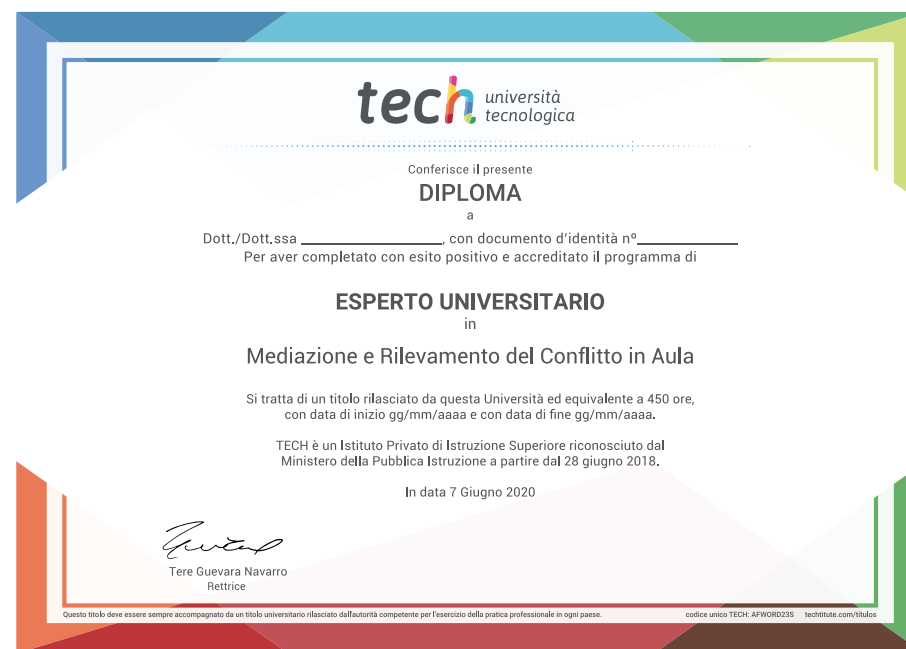 tech università
tecnologica
Conferisce il presente
DIPLOMA
a
Dott./Dott.ssa ____________________, con documento d'identità nº______________
Per aver completato con esito positivo e accreditato il programma di
ESPERTO UNIVERSITARIO
in
Mediazione e Rilevamento del Conflitto in Aula
Si tratta di un titolo rilasciato da questa Università ed equivalente a 450 ore,
con data di inizio gg/mm/aaaa e con data di fine gg/mm/aaaa.
TECH è un Istituto Privato di Istruzione Superiore riconosciuto dal
Ministero della Pubblica Istruzione a partire dal 28 giugno 2018.
In data 7 Giugno 2020
Tere Guevara Navarro
Rettrice
Questo titolo deve essere sempre accompagnato da un titolo universitario rilasciato dall'autorità competente per l'esercizio della pratica professionale in ogni paese. codice unico TECH: AFWORD23S techtitute.com/titulos